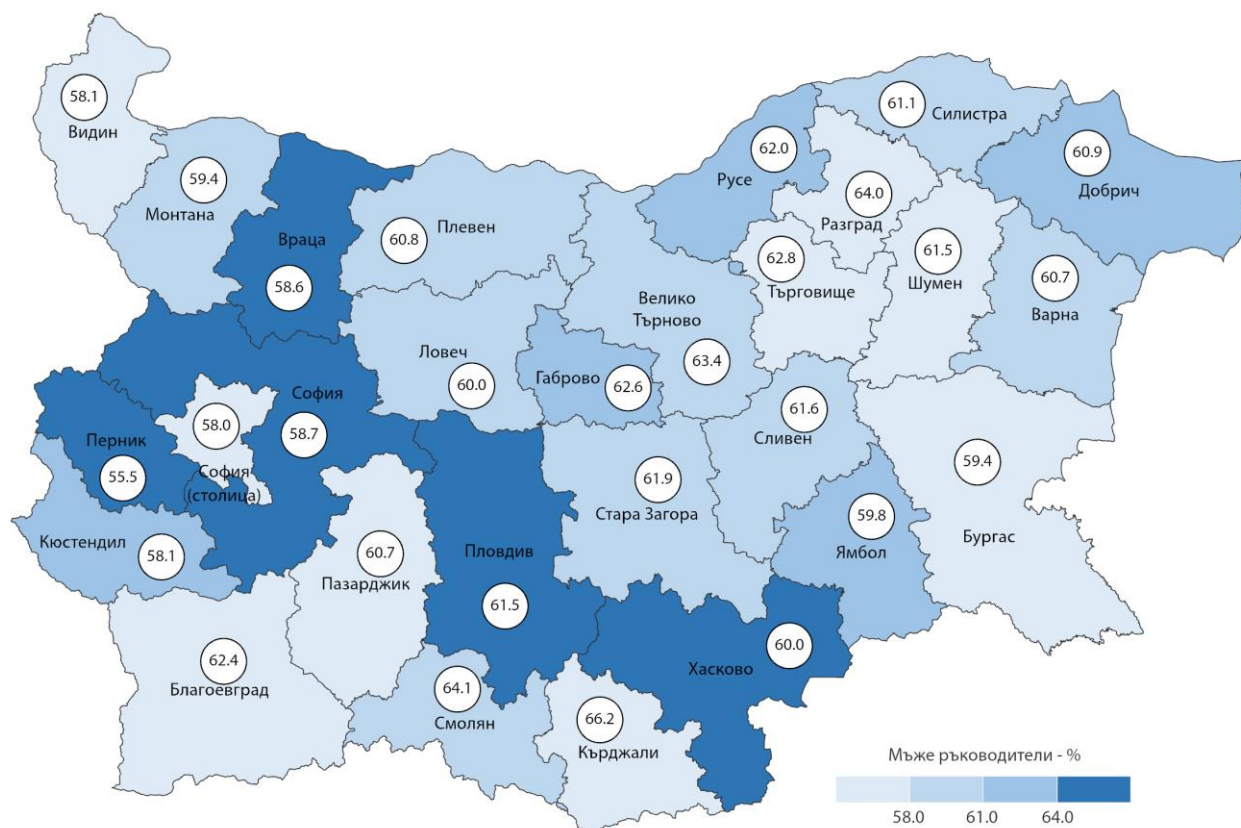 58.1
Видин
59.4
Монтана
Враца
58.6
60.8
Плевен
62.0
Русе
61.1
Силистра
64.0
Разград
60.9
Добрич
62.8
Търговище
61.5
Шумен
60.7
Варна
Велико
Търново
63.4
Ловеч
60.0
Габрово
62.6
София
58.7
58.0
София
(столица)
Перник
55.5
Кюстендил
58.1
60.7
Пазарджик
Пловдив
61.5
61.9
Стара Загора
61.6
Сливен
59.8
Ямбол
59.4
Бургас
62.4
Благоевград
64.1
Смолян
66.2
Кърджали
60.0
Хасково
Мъже ръководители - %
58.0 61.0 64.0